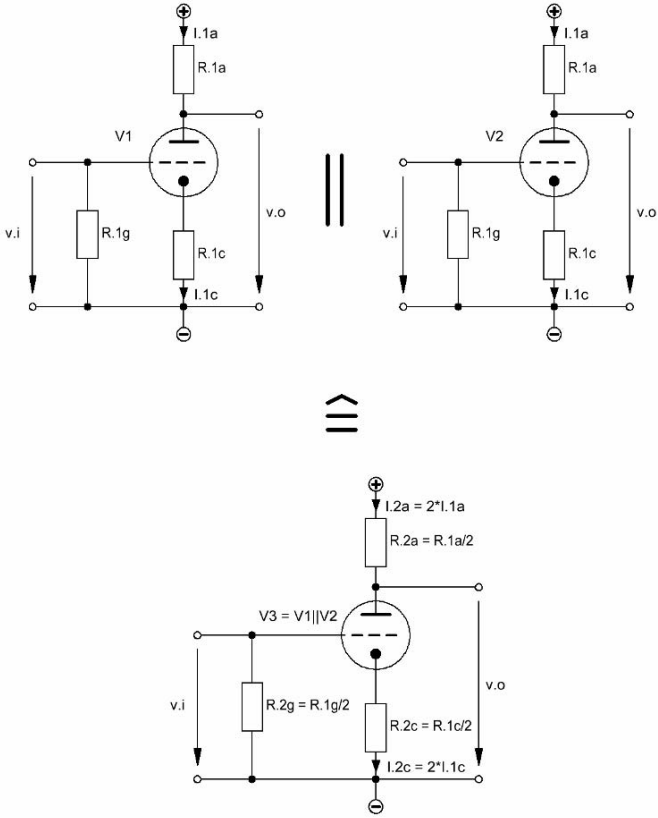 I.1a
R.1a
V1
v.i
R.1g
R.1c
v.o
I.1c
I.1a
R.1a
V2
v.i
R.1g
R.1c
v.o
I.1c
I.2a = 2*I.1a
R.2a = R.1a/2
V3 = V1||V2
v.i
R.2g = R.1g/2
R.2c = R.1c/2
v.o
I.2c = 2*I.1c